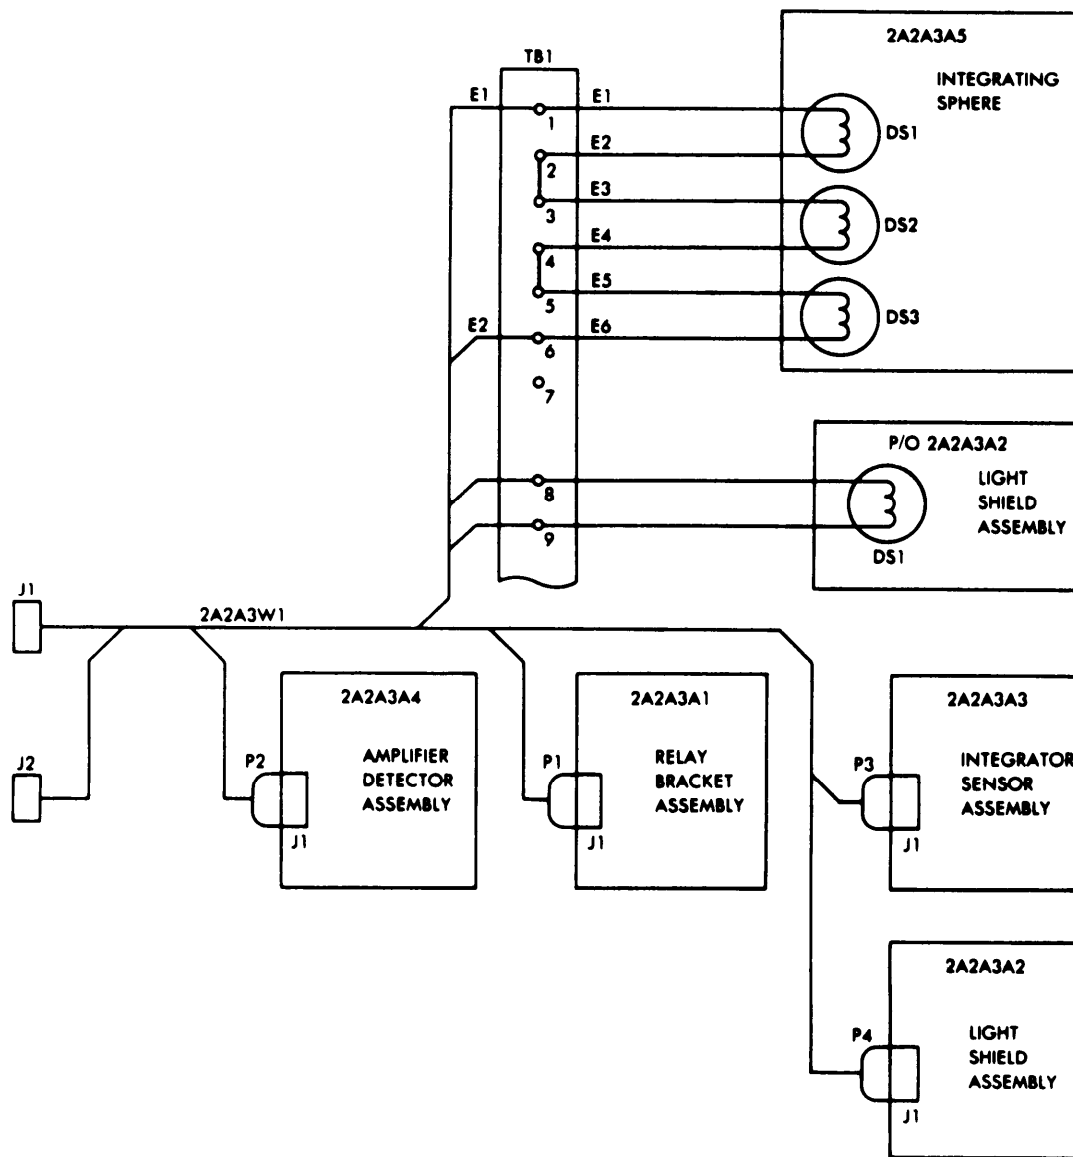 2A2A3A5
INTEGRATING
SPHERE
TB1
E1
E1
1
DS1
E2
2
E3
3
DS2
E4
4
E5
5
DS3
E2
E6
6
7
P/O 2A2A3A2
LIGHT
SHIELD
ASSEMBLY
8
9
DS1
J1
2A2A3W1
2A2A3A4
AMPLIFIER
DETECTOR
ASSEMBLY
P2
J1
2A2A3A1
RELAY
BRACKET
ASSEMBLY
P1
J1
2A2A3A3
INTEGRATOR
SENSOR
ASSEMBLY
P3
J1
J2
2A2A3A2
LIGHT
SHIELD
ASSEMBLY
P4
J1